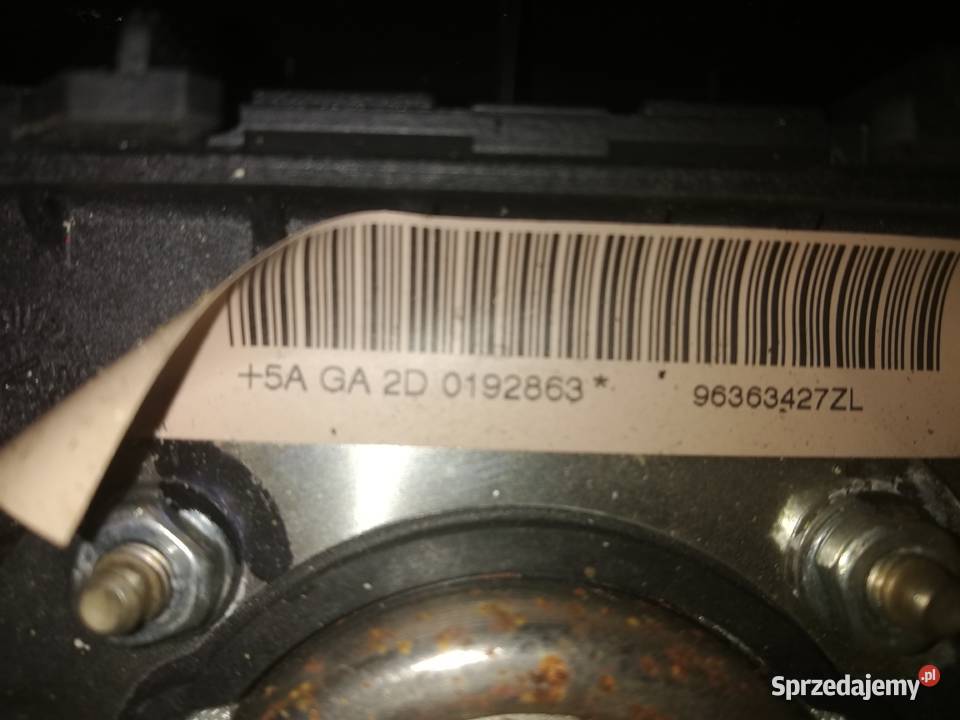 +5A GA 2D 0192863* 96363427ZL
Sprzedajemy.pl